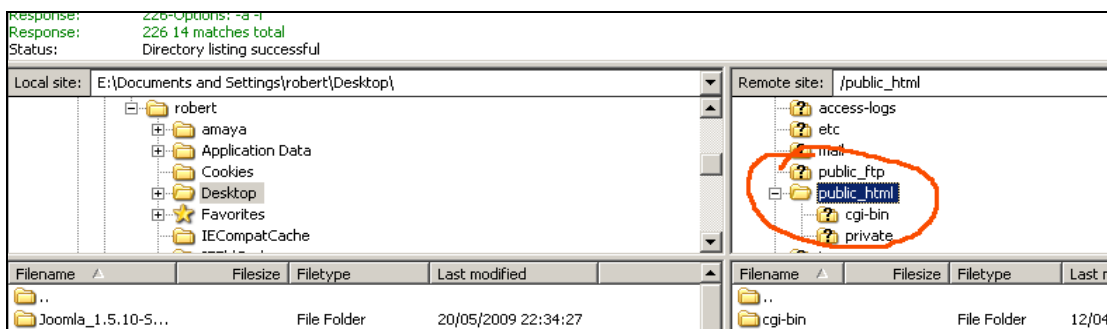 Response: 226-Options: -a -l
Response: 226 14 matches total
Status: Directory listing successful
Local site: E:\Documents and Settings\robert\Desktop\
robert
amaya
Application Data
Cookies
Desktop
Favorites
IECompatCache
Remote site: /public_html
access-logs
etc
mail
public_ftp
public_html
cgi-bin
private
Filename Filesize Filetype Last modified
..
Joomla_1.5.10-S... File Folder 20/05/2009 22:34:27
Filename Filesize Filetype Last r
..
cgi-bin File Folder 12/04